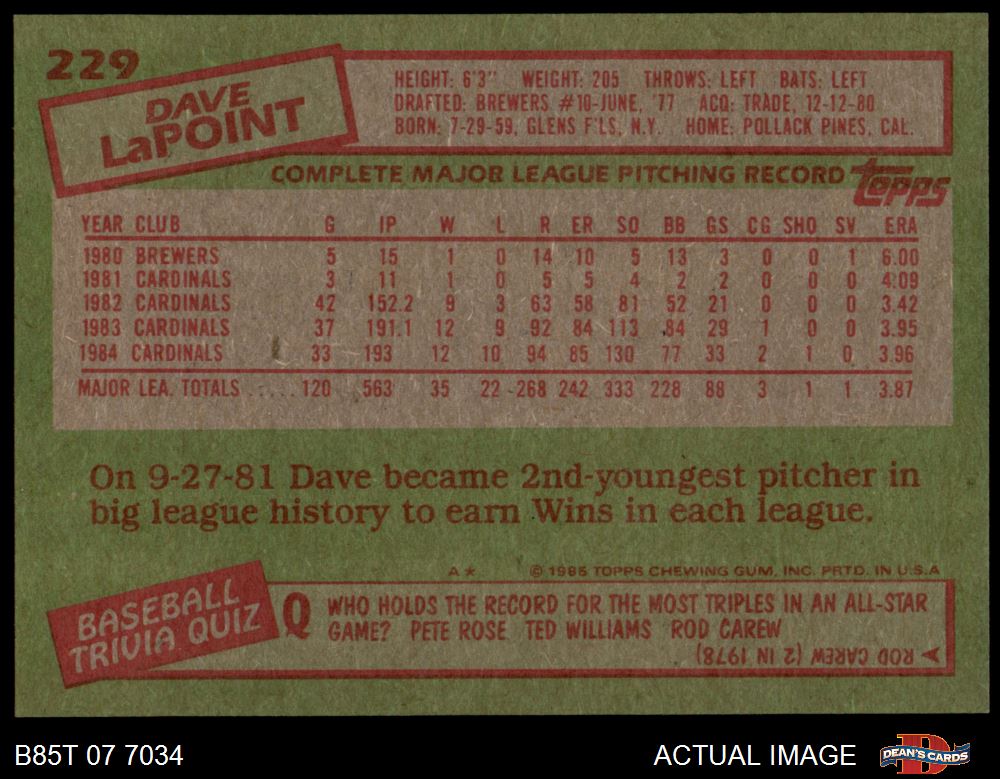 229
DAVE
LaPOINT
HEIGHT: 6'3" WEIGHT: 205 THROWS: LEFT BATS: LEFT
DRAFTED: BREWERS #10-JUNE, '77 ACQ: TRADE, 12-12-80
BORN: 7-29-59, GLENS F'LS, N.Y. HOME: POLLACK PINES, CAL.
COMPLETE MAJOR LEAGUE PITCHING RECORD topps
YEAR CLUB G IP W L R ER SO BB GS CG SHO SV ERA
1980 BREWERS 5 15 1 0 14 10 5 13 3 0 0 1 6.00
1981 CARDINALS 3 11 1 0 5 5 4 2 2 0 0 0 4.09
1982 CARDINALS 42 152.2 9 3 63 58 81 52 21 0 0 0 3.42
1983 CARDINALS 37 191.1 12 9 92 84 113 84 29 1 0 0 3.95
1984 CARDINALS 33 193 12 10 94 85 130 77 33 2 1 0 3.96
MAJOR LEA. TOTALS ..... 120 563 35 22 268 242 333 228 88 3 1 1 3.87
On 9-27-81 Dave became 2nd-youngest pitcher in
big league history to earn Wins in each league.
A* © 1985 TOPPS CHEWING GUM, INC. PRTD. IN U.S.A
BASEBALL
TRIVIA QUIZ
Q WHO HOLDS THE RECORD FOR THE MOST TRIPLES IN AN ALL-STAR
GAME? PETE ROSE TED WILLIAMS ROD CAREW
➤ ROD CAREW (2 IN 1978)
B85T 07 7034 ACTUAL IMAGE DEAN'S CARDS